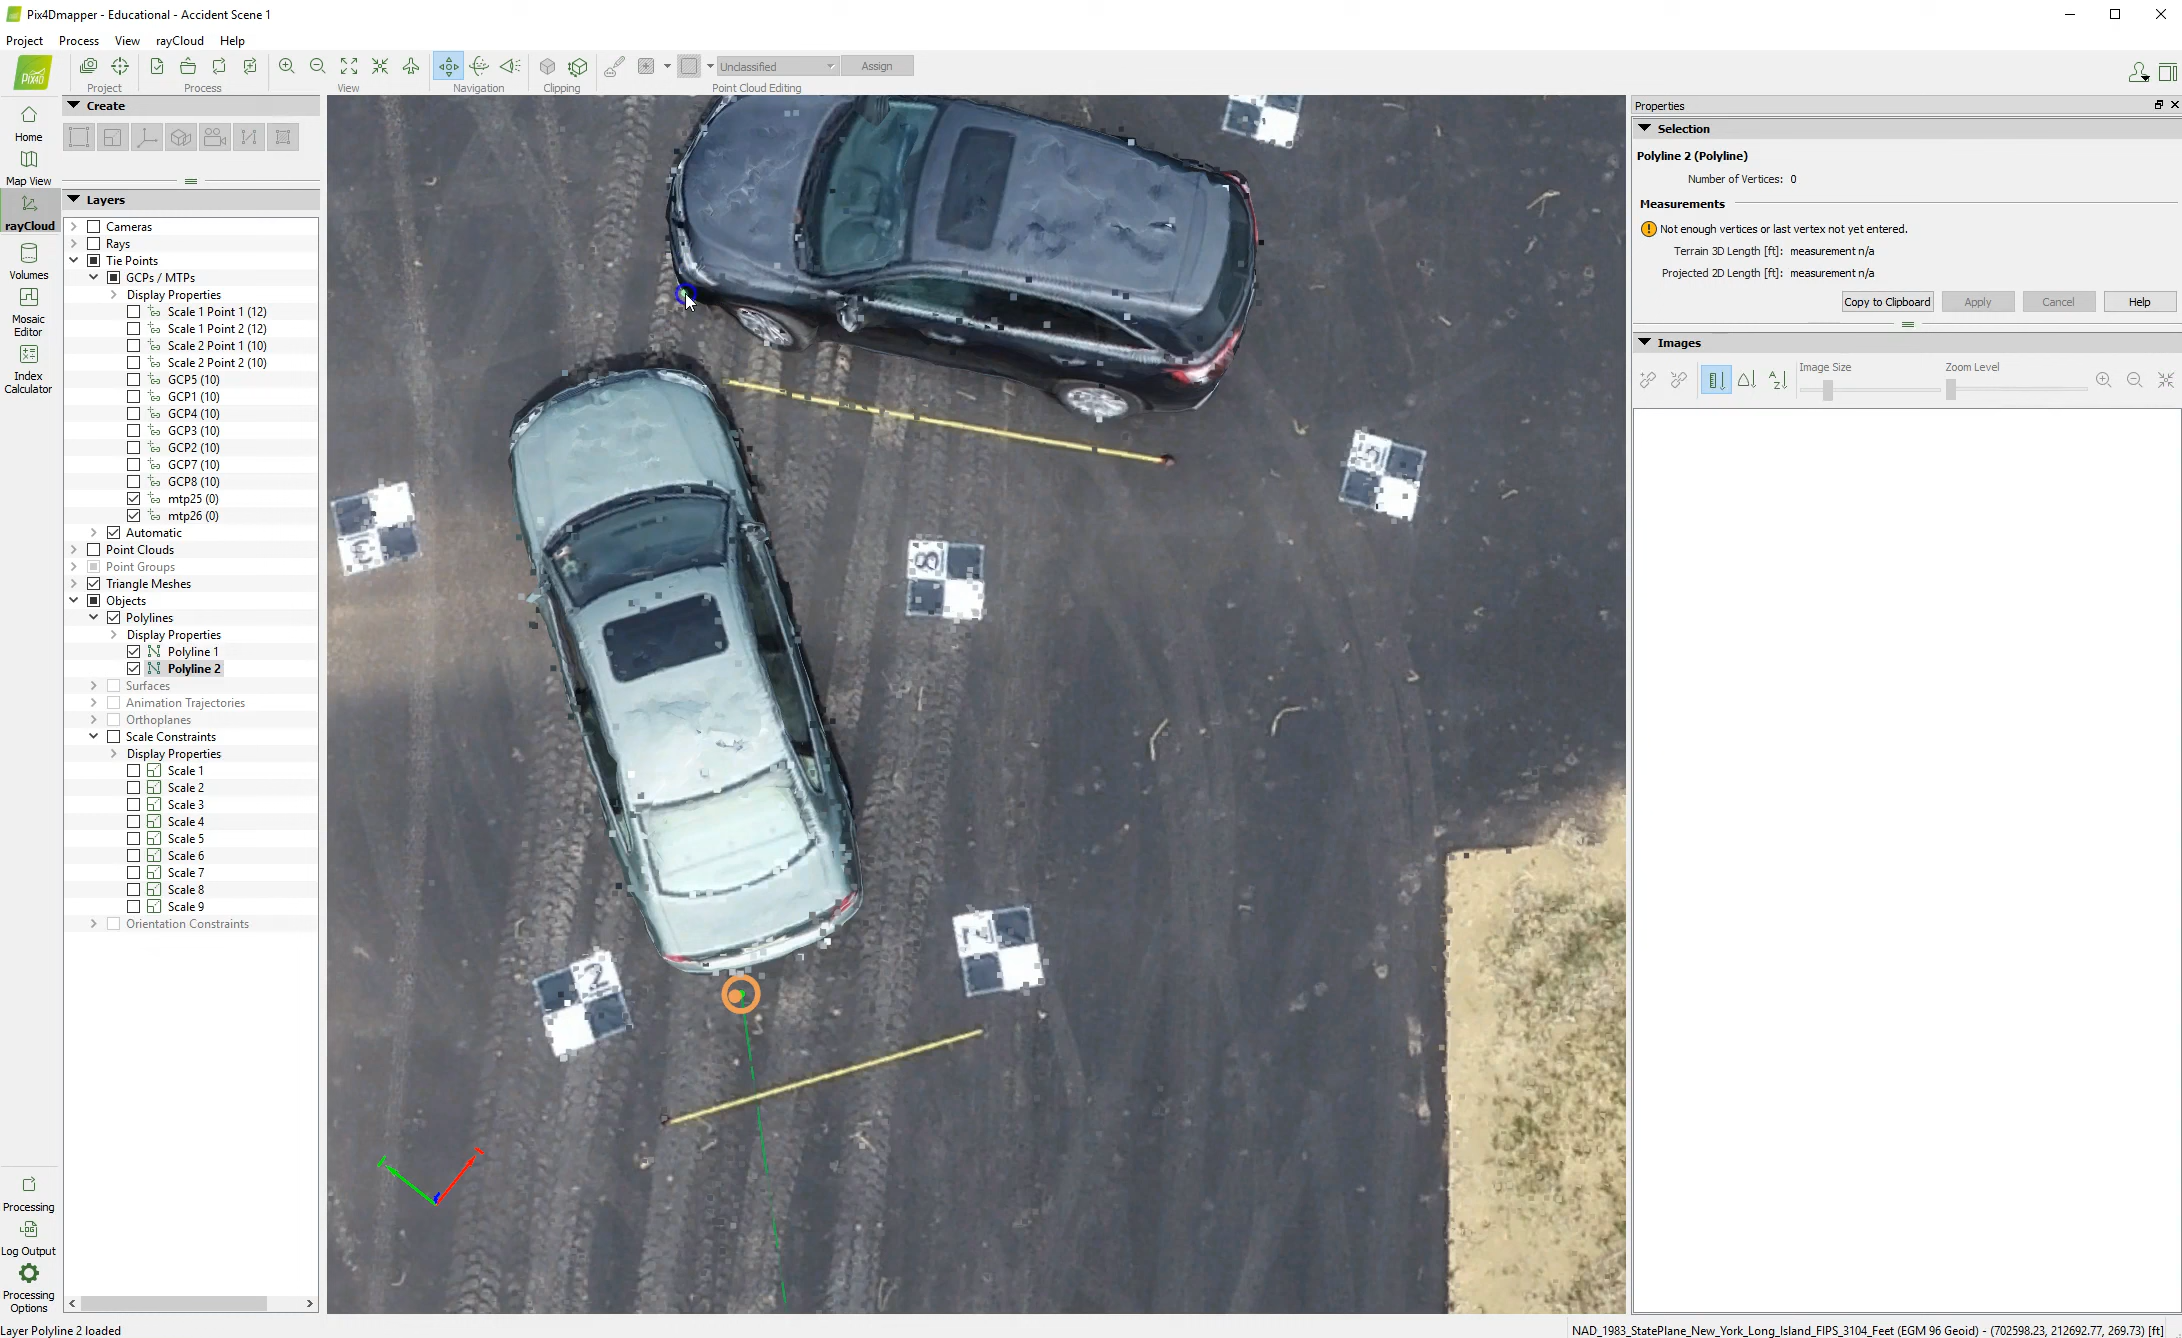 Pix4Dmapper - Educational - Accident Scene 1
Project Process View rayCloud Help
PIX4D
Unclassified
Assign
Project
Process
View
Navigation
Clipping
Point Cloud Editing
Home
Map View
rayCloud
Volumes
Mosaic
Editor
Index
Calculator
Processing
LOG
Log Output
Processing
Options
Create
Layers
Cameras
Rays
Tie Points
GCPs / MTPs
Display Properties
Scale 1 Point 1 (12)
Scale 1 Point 2 (12)
Scale 2 Point 1 (10)
Scale 2 Point 2 (10)
GCP5 (10)
GCP1 (10)
GCP4 (10)
GCP3 (10)
GCP2 (10)
GCP7 (10)
GCP8 (10)
mtp25 (0)
mtp26 (0)
Automatic
Point Clouds
Point Groups
Triangle Meshes
Objects
Polylines
Display Properties
Polyline 1
Polyline 2
Surfaces
Animation Trajectories
Orthoplanes
Scale Constraints
Display Properties
Scale 1
Scale 2
Scale 3
Scale 4
Scale 5
Scale 6
Scale 7
Scale 8
Scale 9
Orientation Constraints
8
2
Properties
Selection
Polyline 2 (Polyline)
Number of Vertices: 0
Measurements
Not enough vertices or last vertex not yet entered.
Terrain 3D Length [ft]: measurement n/a
Projected 2D Length [ft]: measurement n/a
Copy to Clipboard
Apply
Cancel
Help
Images
Image Size
Zoom Level
Layer Polyline 2 loaded
NAD_1983_StatePlane_New_York_Long_Island_FIPS_3104_Feet (EGM 96 Geoid) - (702598.23, 212692.77, 269.73) [ft]